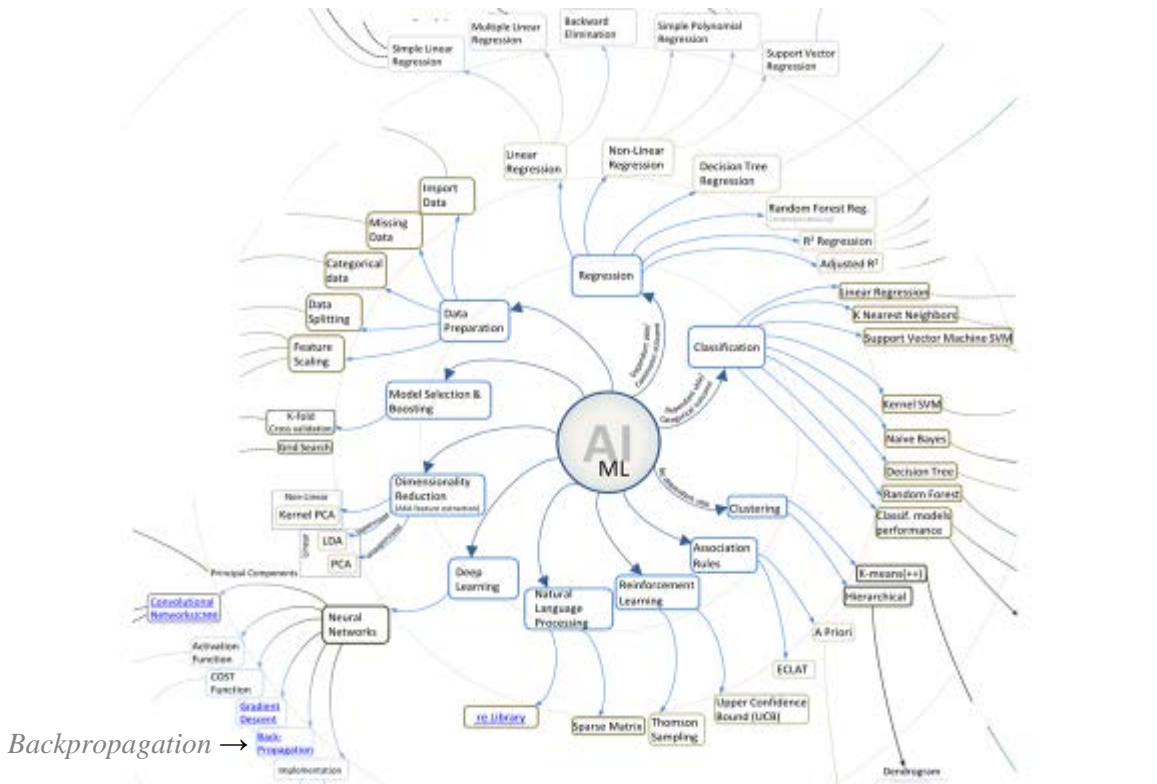 Multiple Linear
Regression
Backward
Elimination
Simple Polynomial
Regression
Simple Linear
Regression
Support Vector
Regression
Linear
Regression
Non-Linear
Regression
Decision Tree
Regression
Import
Data
Missing
Data
Categorical
data
Data
Splitting
Feature
Scaling
Data
Preparation
Regression
Random Forest Reg.
R² Regression
Adjusted R²
Classification
Linear Regression
K Nearest Neighbors
Support Vector Machine SVM
Kernel SVM
Naive Bayes
Decision Tree
Random Forest
Classif. models
performance
Model Selection &
Boosting
K-fold
Cross validation
Grid Search
AI
ML
Dimensionality
Reduction
(AKA feature extraction)
Non-Linear
Kernel PCA
Linear
LDA
PCA
Principal Components
Clustering
K-means(++)
Hierarchical
Association
Rules
A Priori
ECLAT
Deep
Learning
Natural
Language
Processing
Reinforcement
Learning
Convolutional
Networks(CNN)
Neural
Networks
Activation
Function
COST
Function
Gradient
Descent
Backpropagation →
Back-
Propagation
Implementation
re Library
Sparse Matrix
Thomson
Sampling
Upper Confidence
Bound (UCB)
Dendrogram